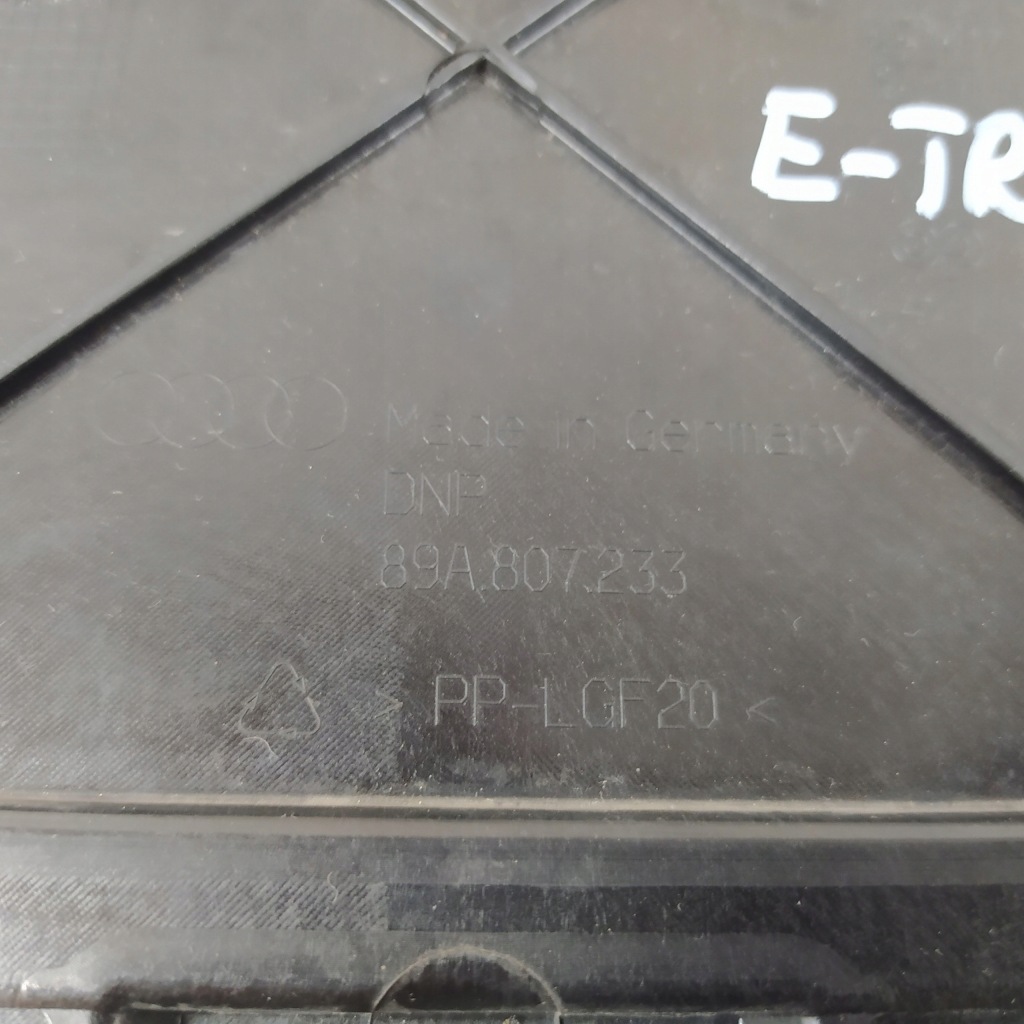 E-TR
Made in Germany
DNP
89A.807.233
> PP-LGF20 <